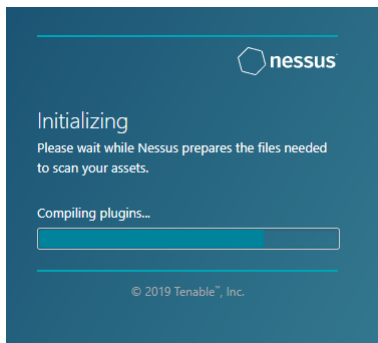 nessus
Initializing
Please wait while Nessus prepares the files needed
to scan your assets.
Compiling plugins...
© 2019 Tenable™, Inc.